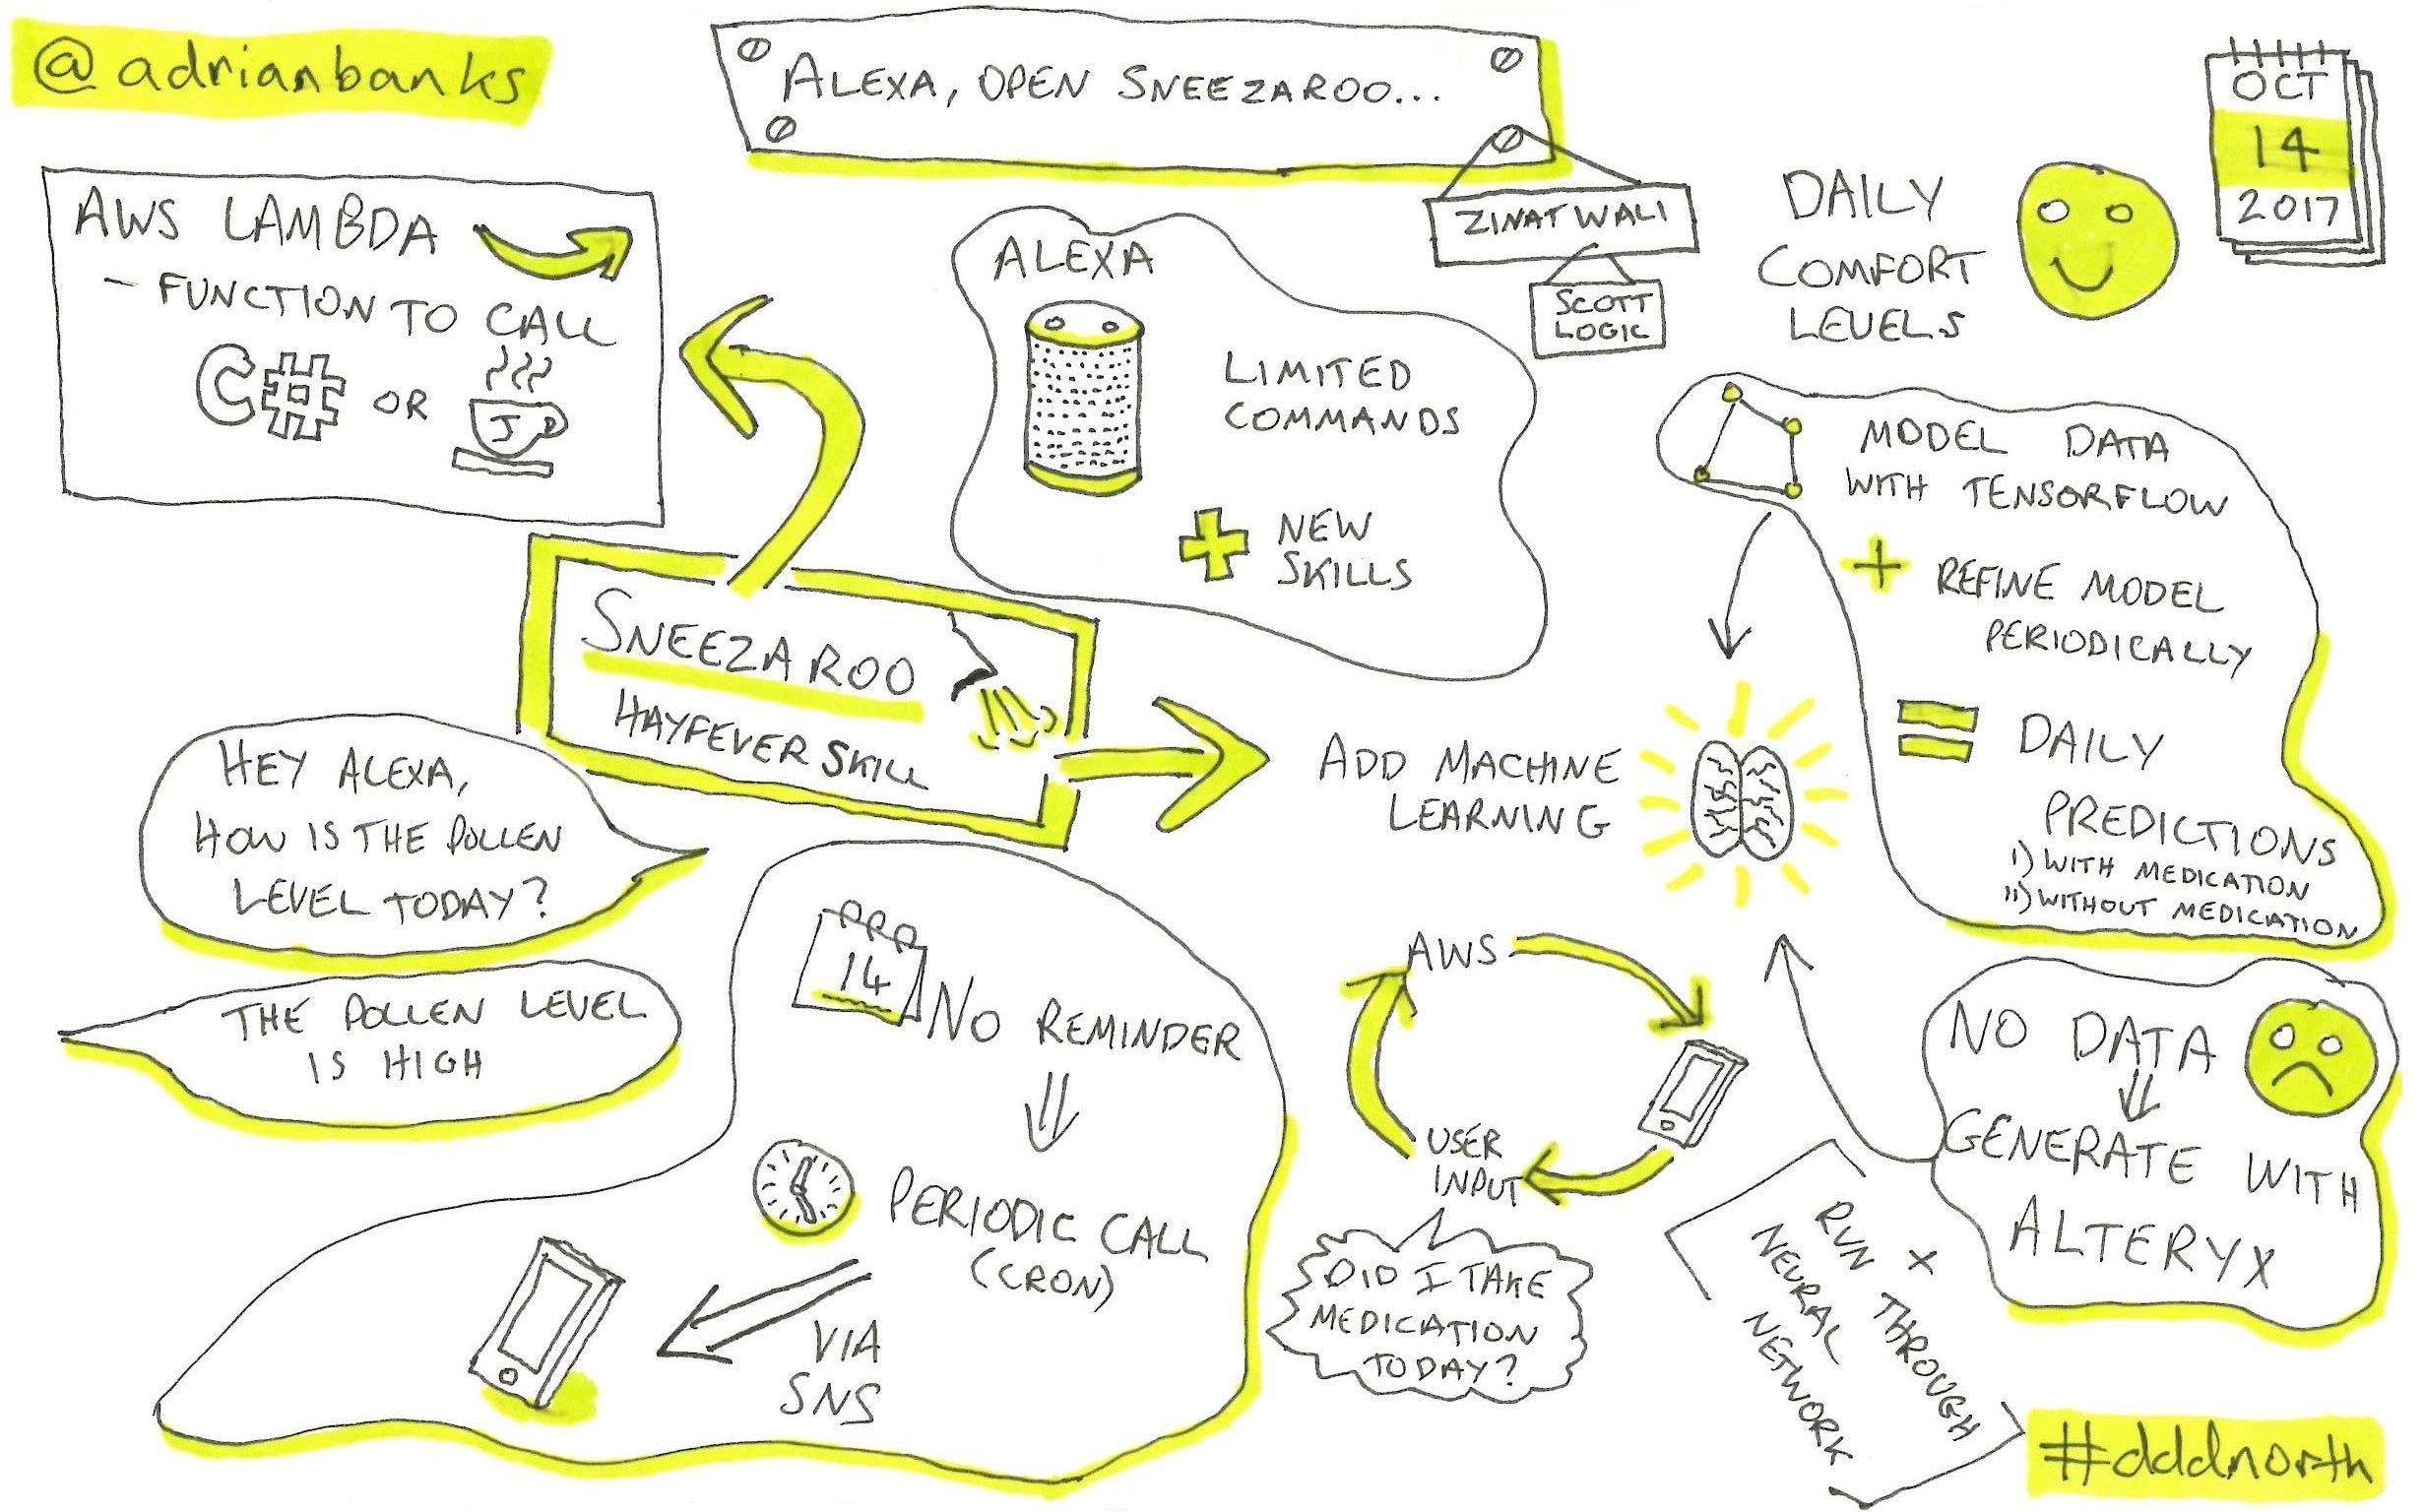 @adrianbanks
ALEXA, OPEN SNEEZAROO...
ZINAT WALI
SCOTT
LOGIC
OCT
14
2017
AWS LAMBDA
- FUNCTION TO CALL
C# OR J
ALEXA
LIMITED
COMMANDS
+ NEW
SKILLS
DAILY
COMFORT
LEVELS
MODEL DATA
WITH TENSORFLOW
+ REFINE MODEL
PERIODICALLY
= DAILY
PREDICTIONS
I) WITH MEDICATION
II) WITHOUT MEDICATION
SNEEZAROO
HAYFEVER SKILL
ADD MACHINE
LEARNING
HEY ALEXA,
HOW IS THE POLLEN
LEVEL TODAY?
THE POLLEN LEVEL
IS HIGH
14
NO REMINDER
PERIODIC CALL
(CRON)
VIA
SNS
AWS
USER
INPUT
DID I TAKE
MEDICATION
TODAY?
NO DATA
GENERATE WITH
ALTERYX
RUN X THROUGH
NEURAL
NETWORK
#dddnorth